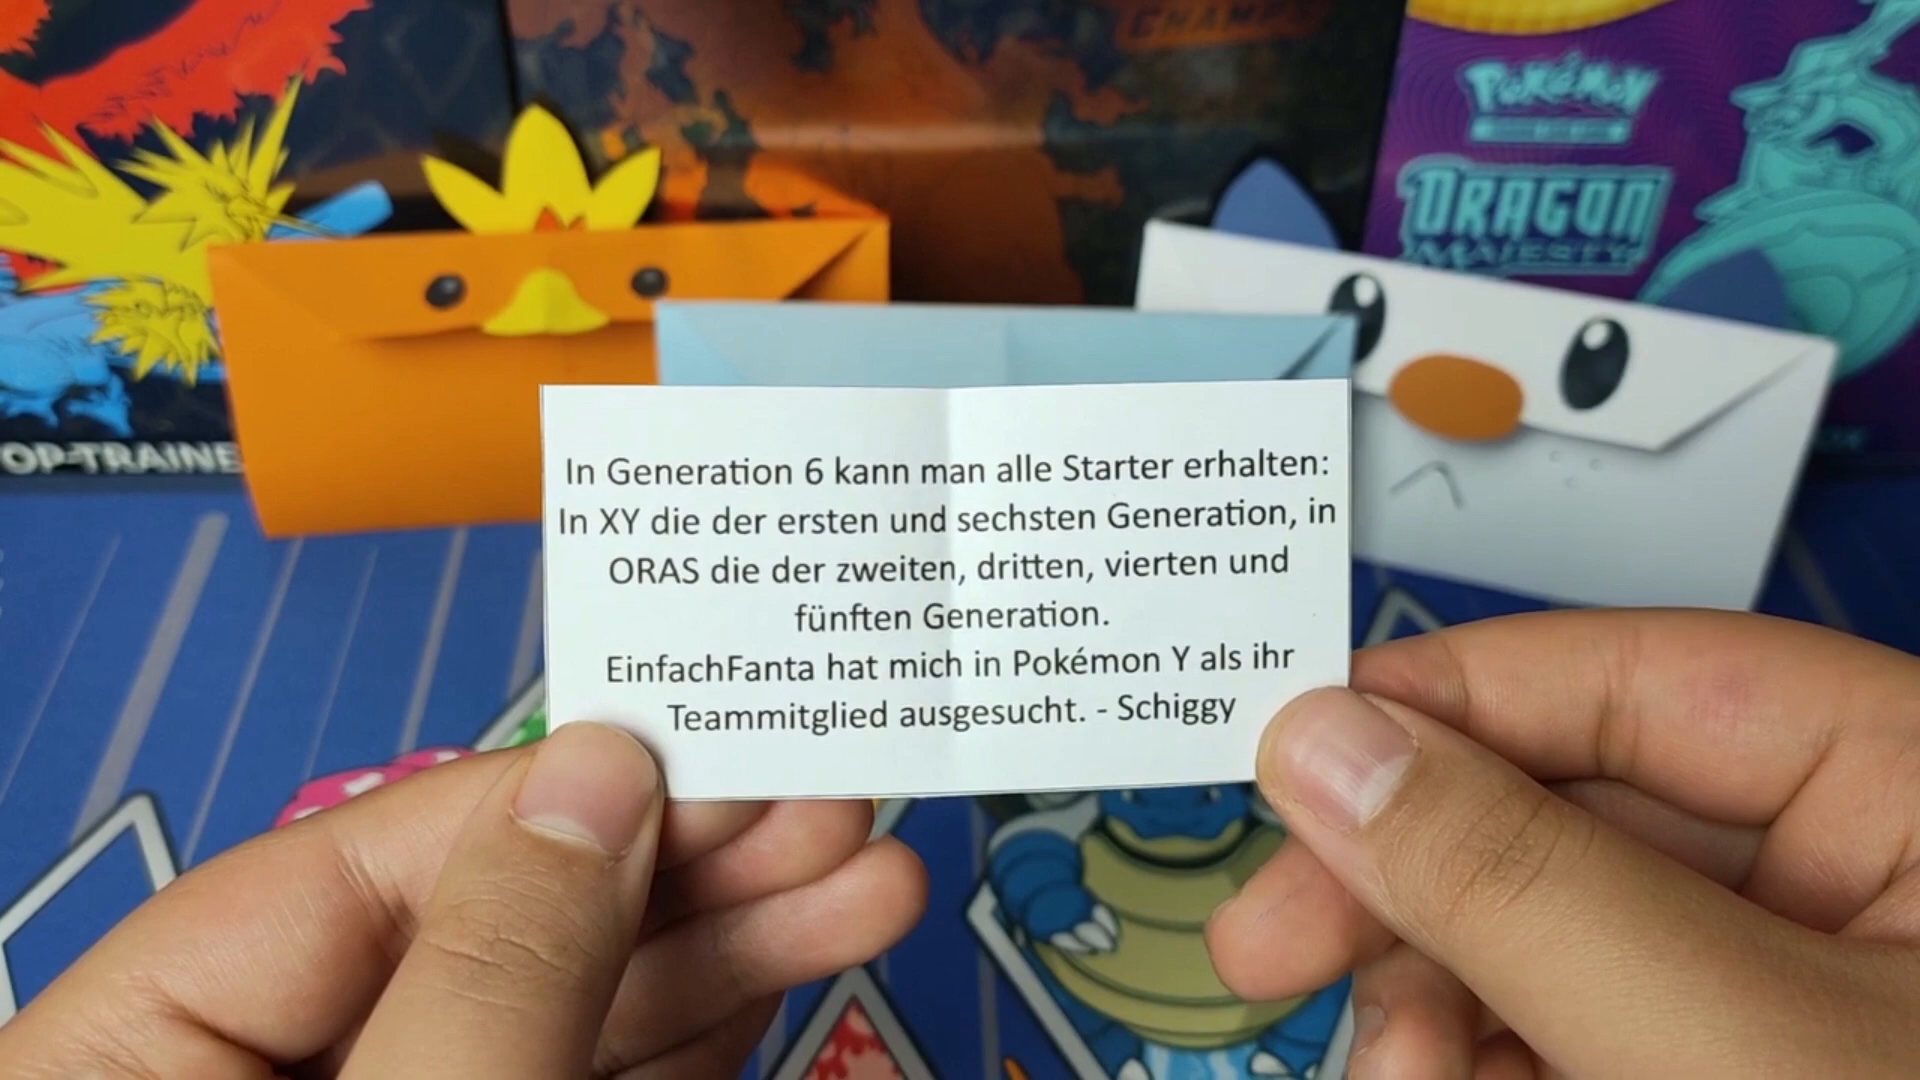 CHAMP
POKÉMON
DRAGON
MAJESTY
OP-TRAINE
In Generation 6 kann man alle Starter erhalten:
In XY die der ersten und sechsten Generation, in
ORAS die der zweiten, dritten, vierten und
fünften Generation.
EinfachFanta hat mich in Pokémon Y als ihr
Teammitglied ausgesucht. - Schiggy